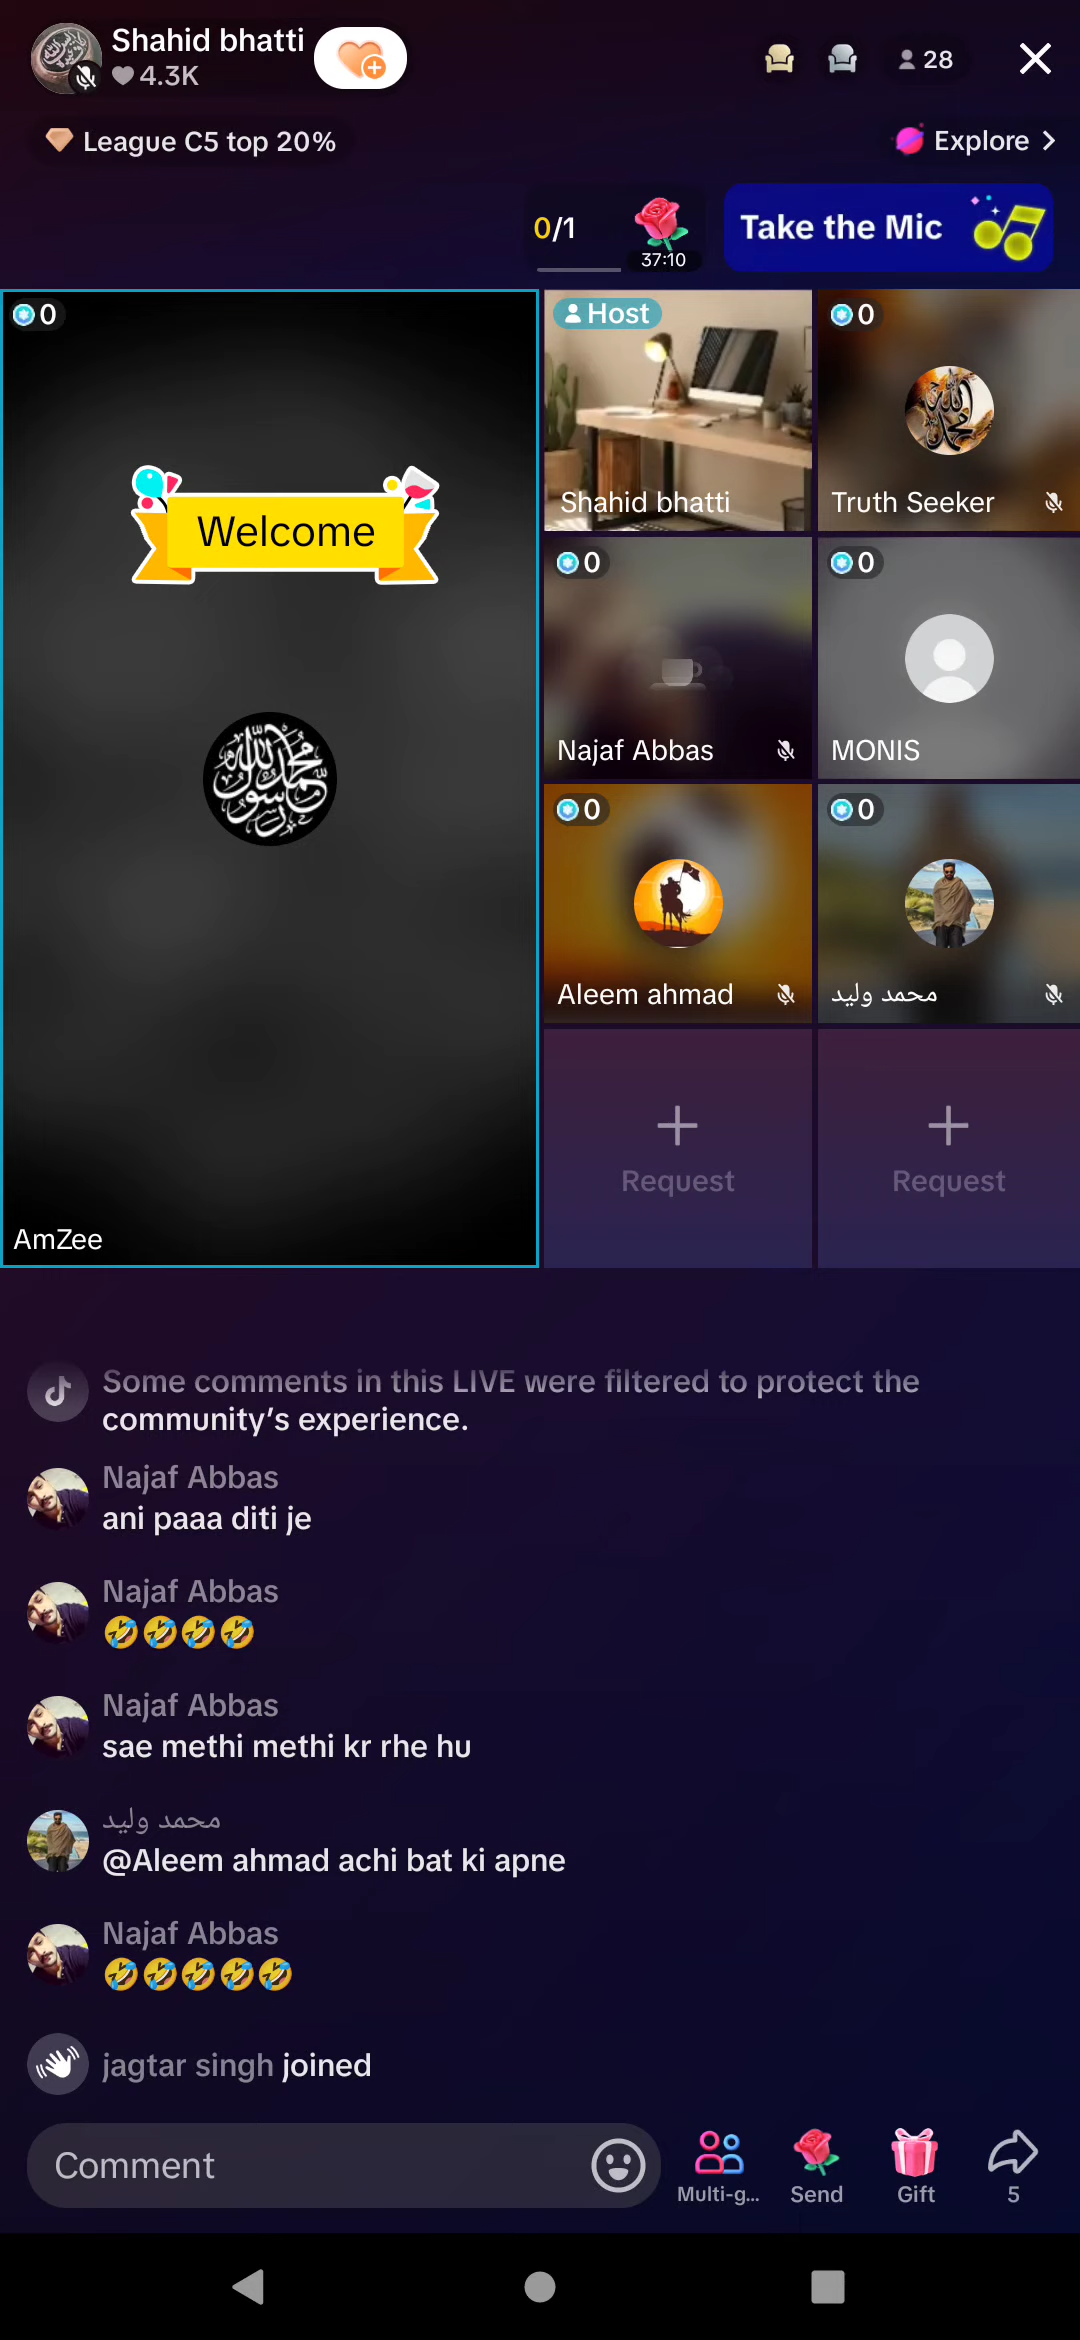 Shahid bhatti
4.3K
28
League C5 top 20%
Explore
0/1
37:10
Take the Mic
0
Welcome
محمد رسول الله
AmZee
Host
Shahid bhatti
0
Truth Seeker
0
Najaf Abbas
0
MONIS
0
Aleem ahmad
0
محمد وليد
Request
Request
Some comments in this LIVE were filtered to protect the
community’s experience.
Najaf Abbas
ani paaa diti je
Najaf Abbas
🤣🤣🤣🤣
Najaf Abbas
sae methi methi kr rhe hu
محمد وليد
@Aleem ahmad achi bat ki apne
Najaf Abbas
🤣🤣🤣🤣🤣
jagtar singh joined
Comment
Multi-g...
Send
Gift
5